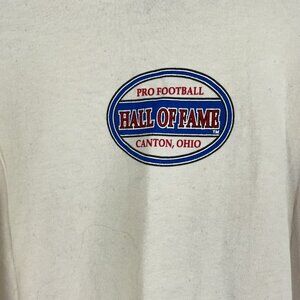 PRO FOOTBALL
HALL OF FAME
TM
CANTON, OHIO